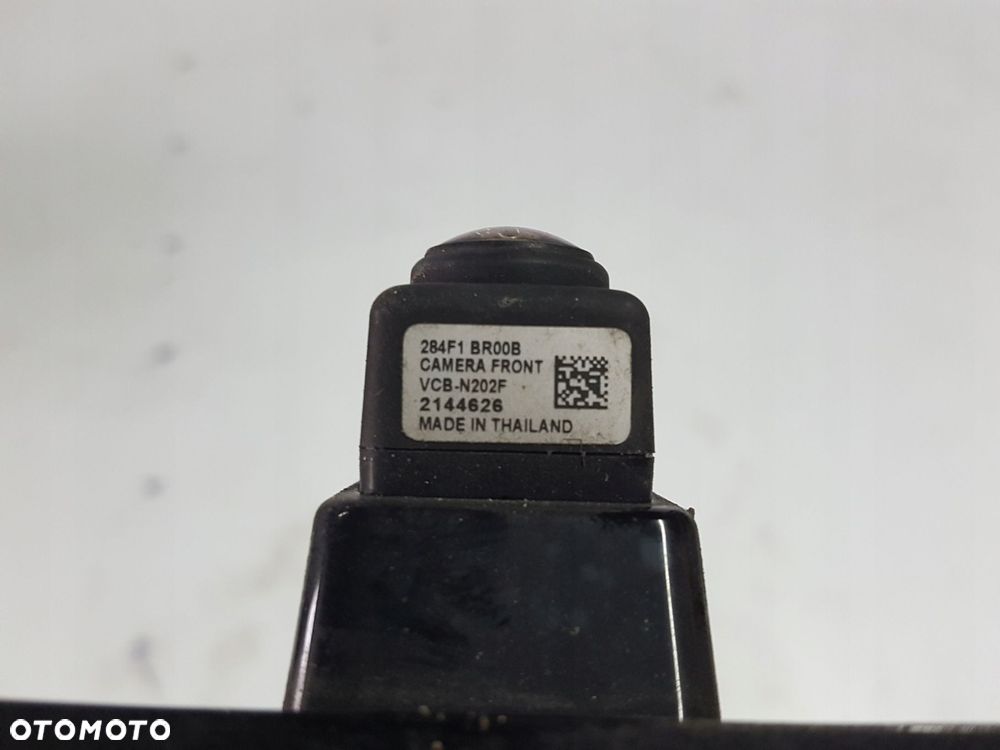 284F1 BR00B
CAMERA FRONT
VCB-N202F
2144626
MADE IN THAILAND
OTOMOTO